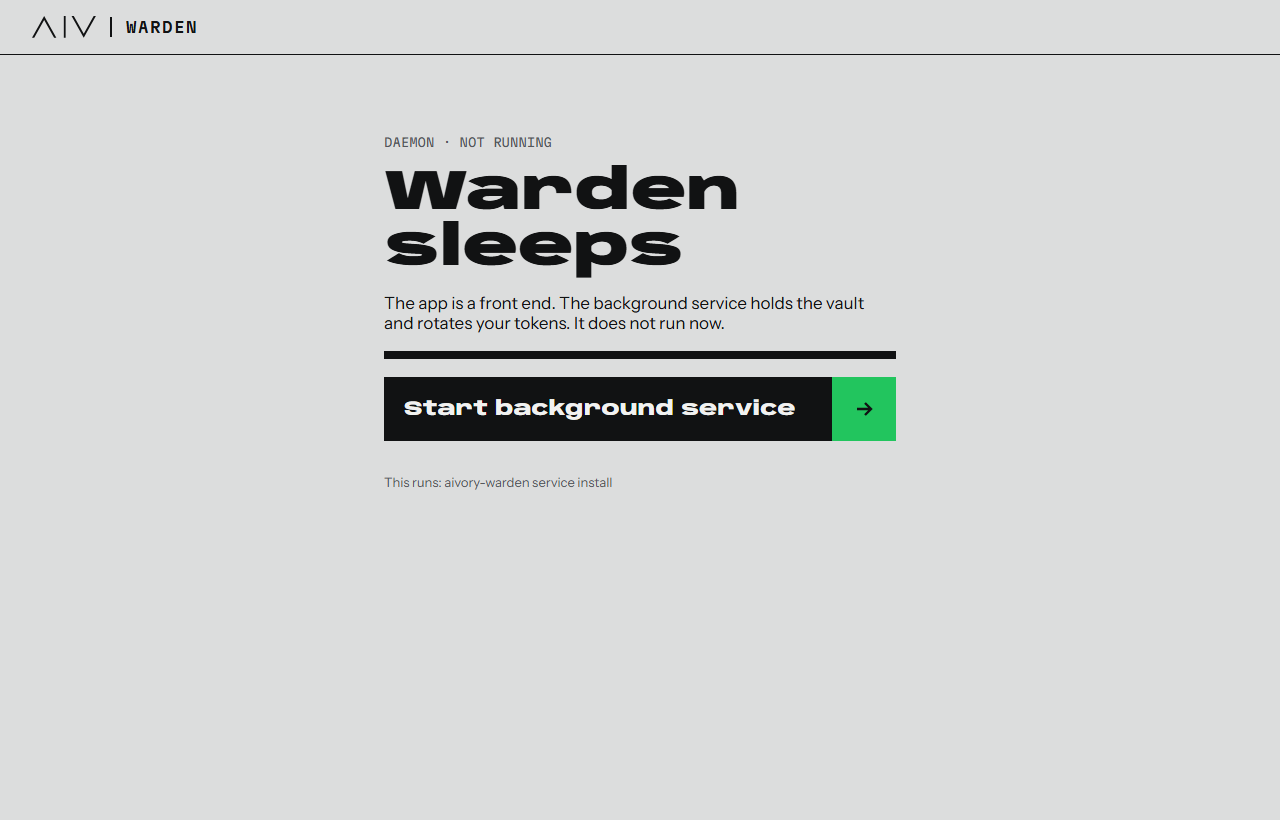 AIV | WARDEN
DAEMON · NOT RUNNING
Warden
sleeps
The app is a front end. The background service holds the vault
and rotates your tokens. It does not run now.
Start background service →
This runs: aivory-warden service install